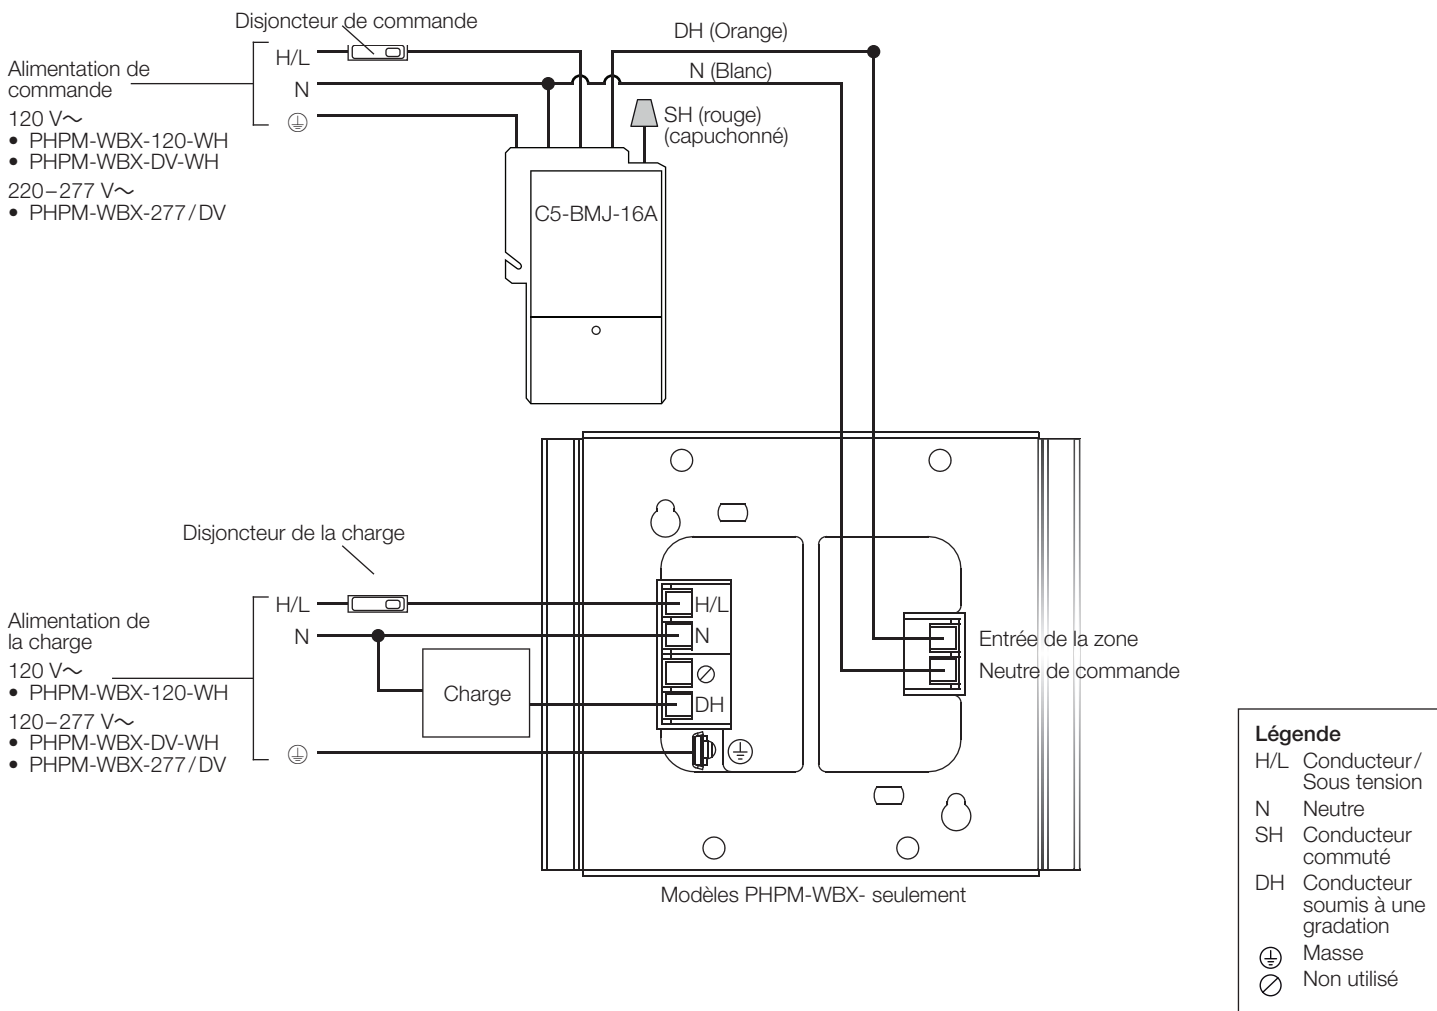 Disjoncteur de commande
DH (Orange)
H/L
Alimentation de
commande
N (Blanc)
N
120 V~
SH (rouge)
(capuchonné)
• PHPM-WBX-120-WH
• PHPM-WBX-DV-WH
220–277 V~
• PHPM-WBX-277/DV
C5-BMJ-16A
Disjoncteur de la charge
H/L
H/L
Alimentation de
la charge
N
N
Entrée de la zone
Neutre de commande
120 V~
• PHPM-WBX-120-WH
Charge
DH
120–277 V~
• PHPM-WBX-DV-WH
• PHPM-WBX-277/DV
Modèles PHPM-WBX- seulement
Légende
H/L Conducteur/
Sous tension
N Neutre
SH Conducteur
commuté
DH Conducteur
soumis à une
gradation
Masse
Non utilisé